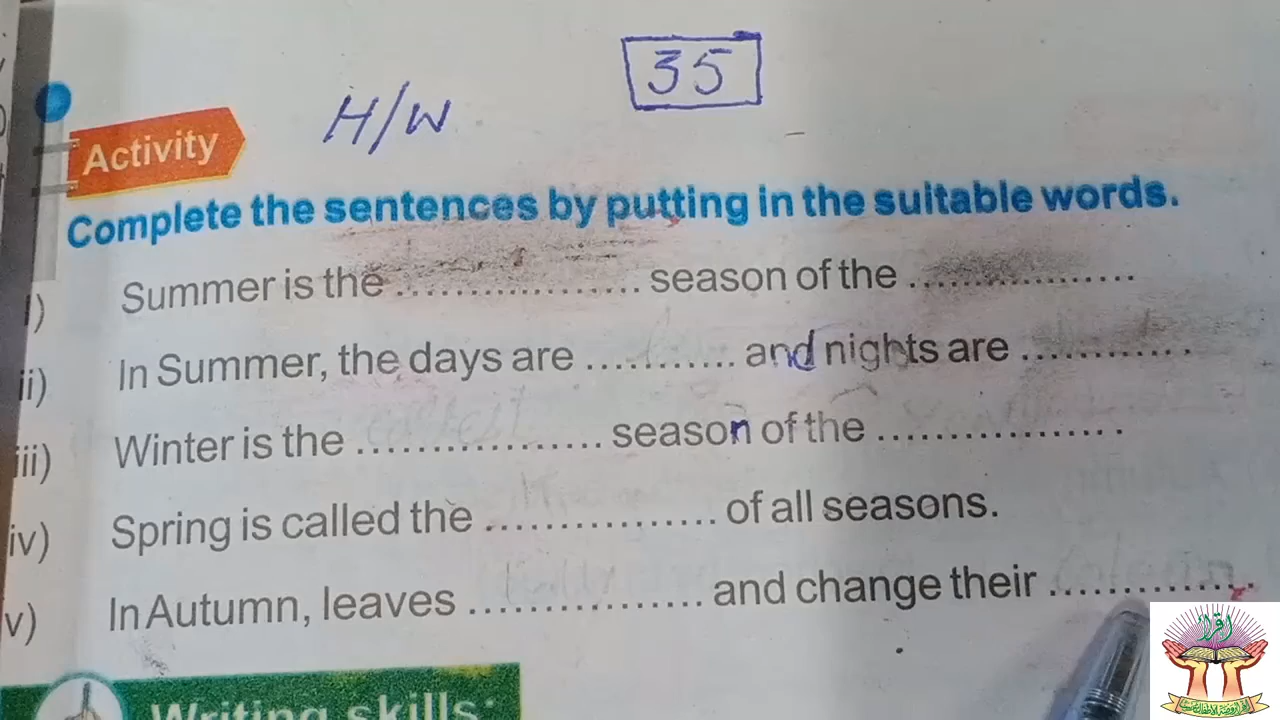 35
H/W
Activity
Complete the sentences by putting in the suitable words.
i) Summer is the .................. season of the .................
ii) In Summer, the days are ............ and nights are .............
iii) Winter is the .................. season of the ..................
iv) Spring is called the ................. of all seasons.
v) In Autumn, leaves .................. and change their ...............
Writing skills
اقرأ